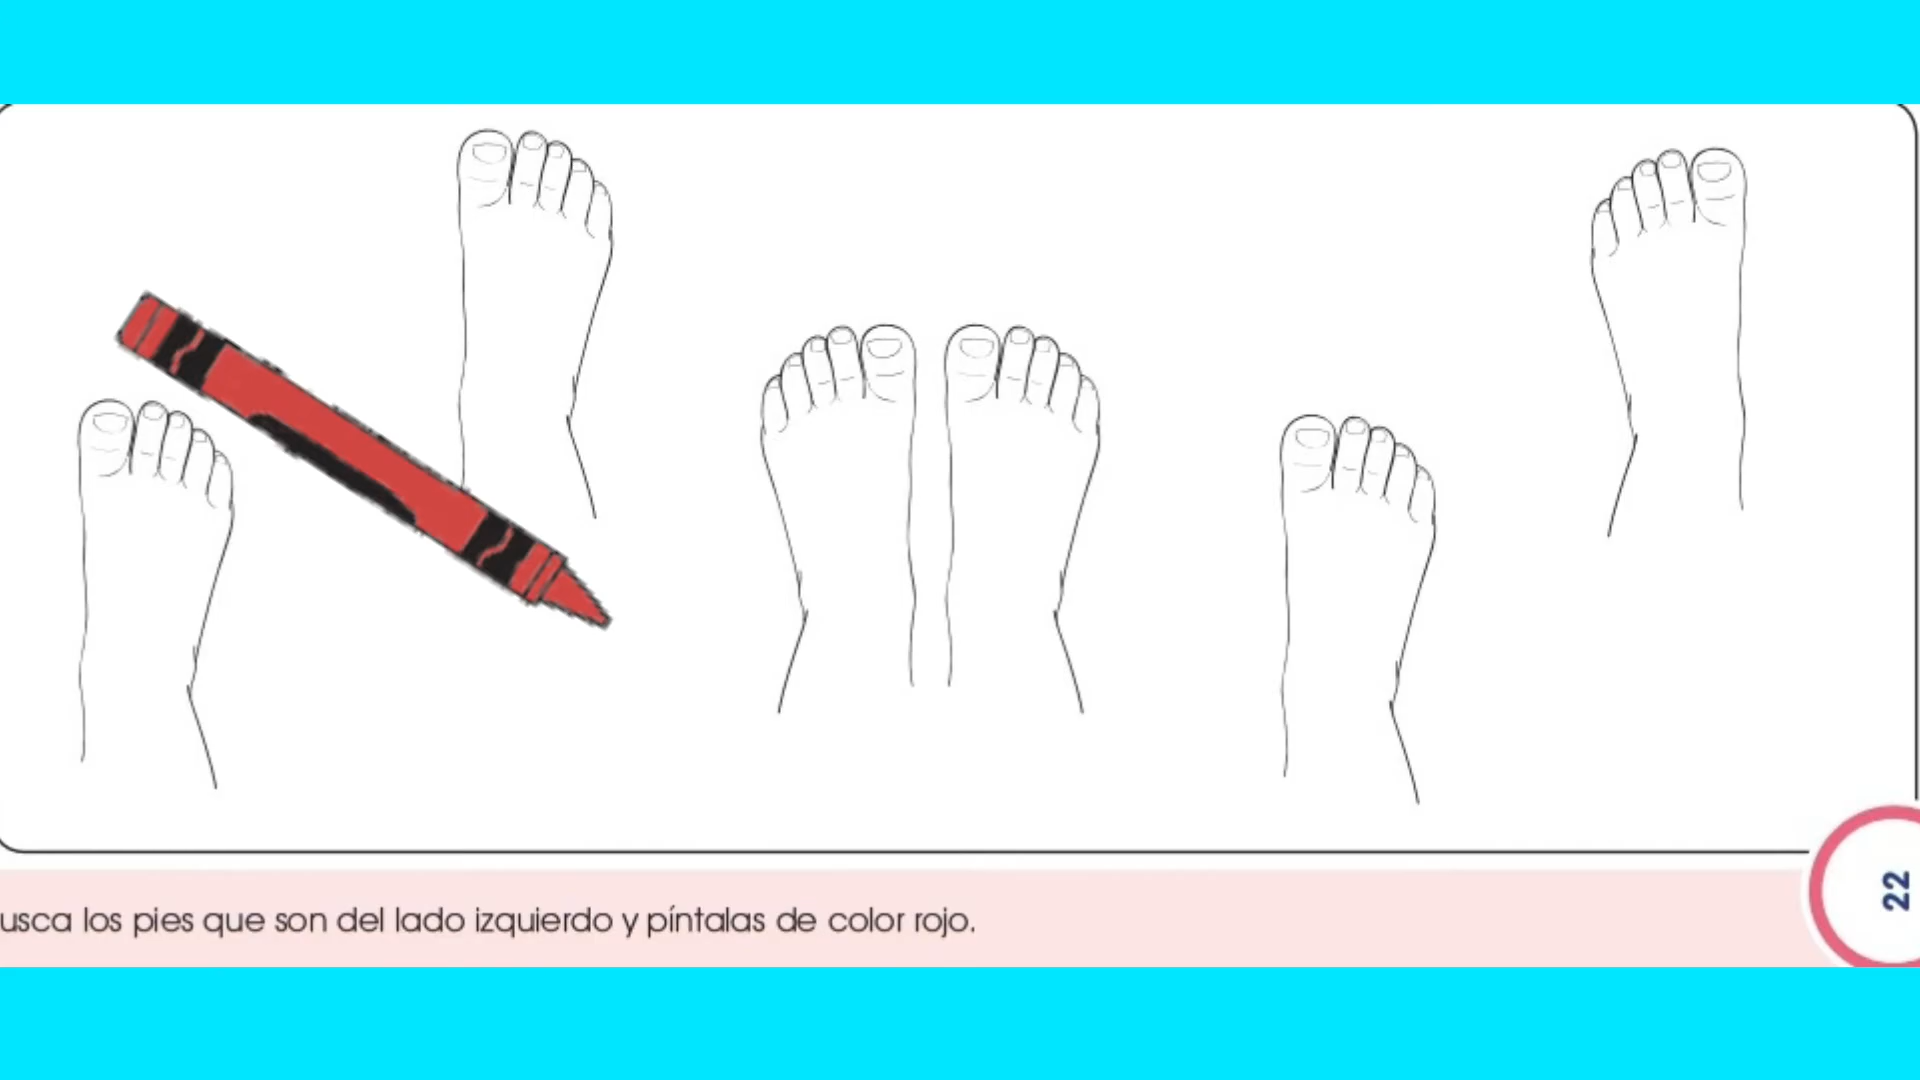 usca los pies que son del lado izquierdo y píntalas de color rojo.
22